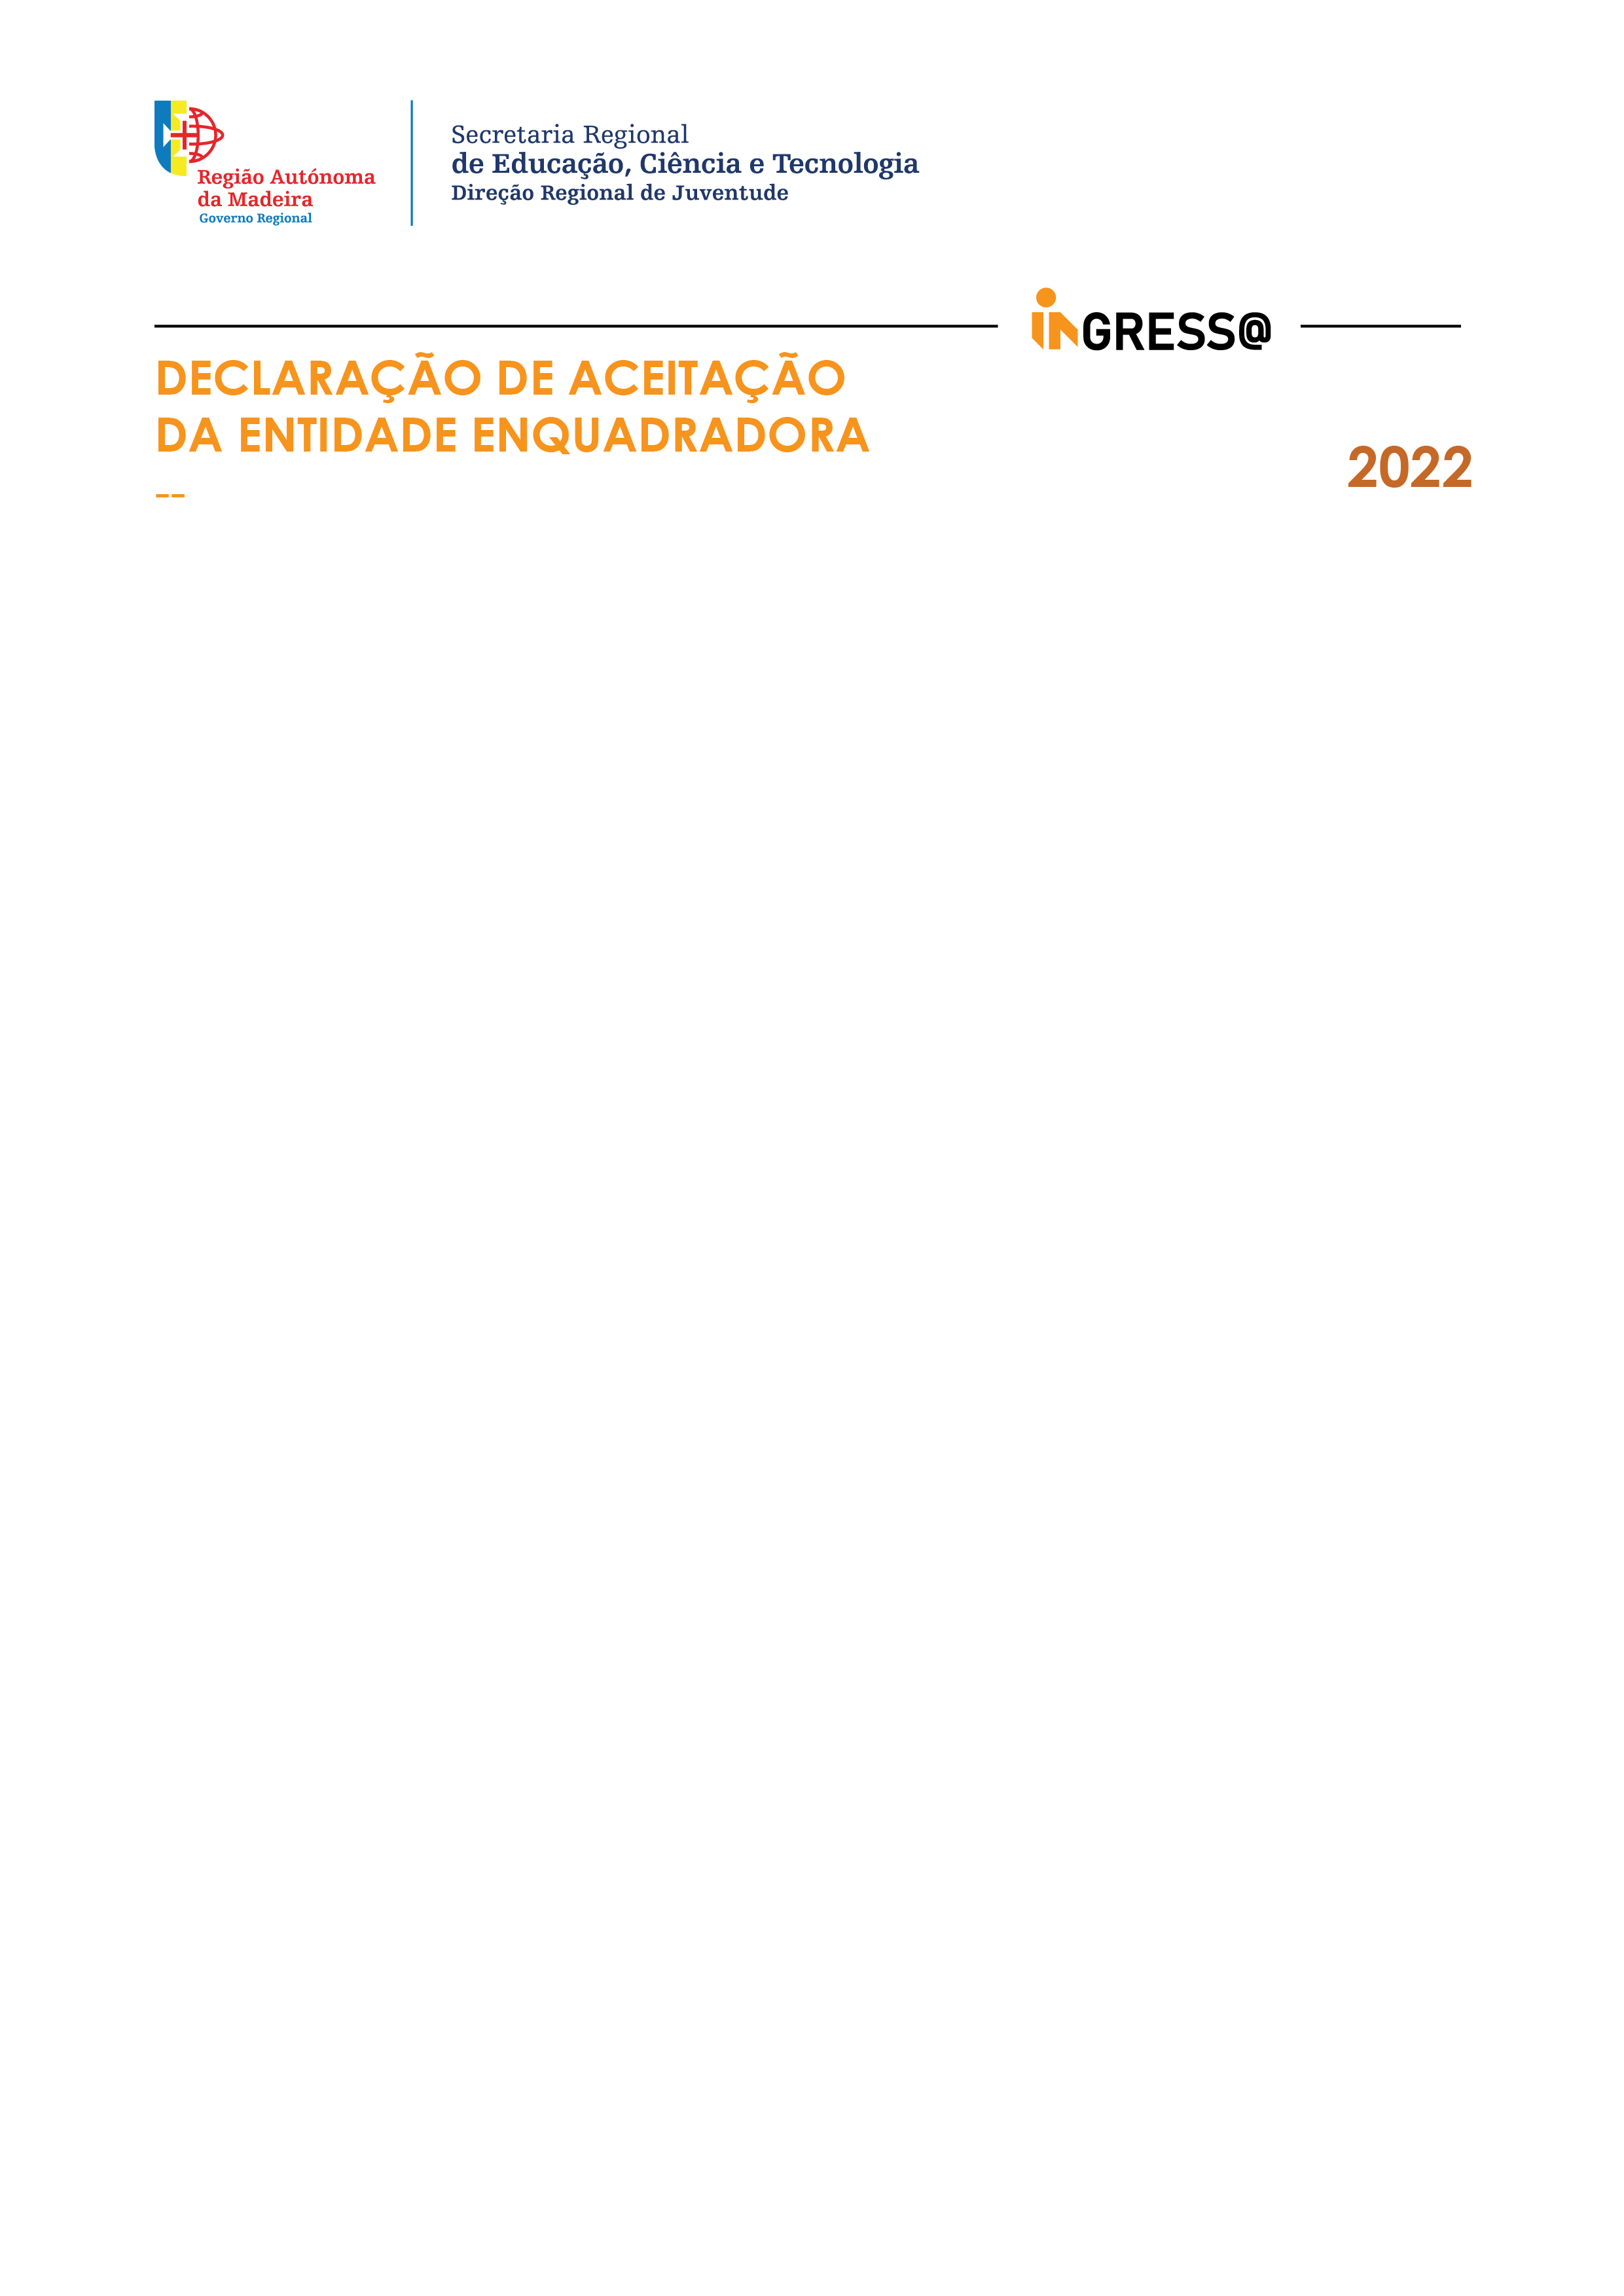 Região Autónoma
da Madeira
Governo Regional
Secretaria Regional
de Educação, Ciência e Tecnologia
Direção Regional de Juventude
iNGRESS@
DECLARAÇÃO DE ACEITAÇÃO
DA ENTIDADE ENQUADRADORA
--
2022